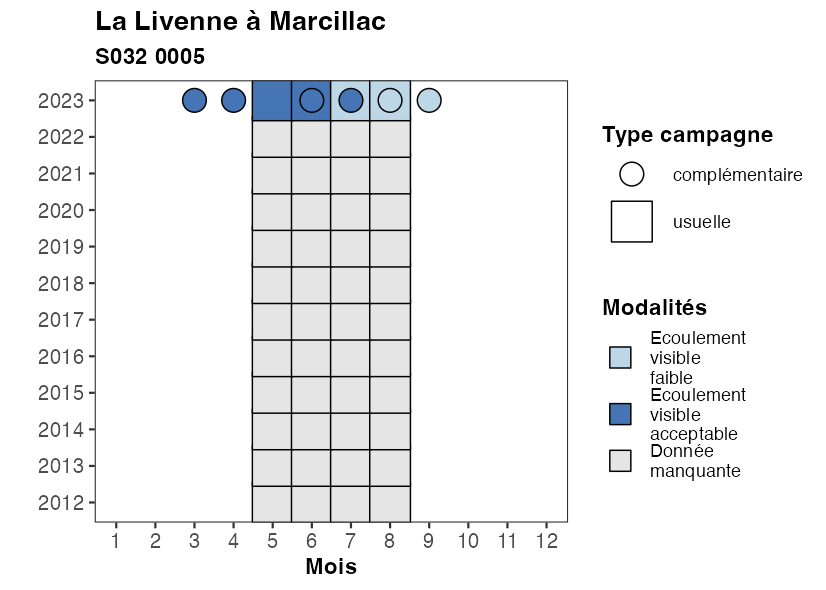 La Livenne à Marcillac
S032 0005
2023
2022
2021
2020
2019
2018
2017
2016
2015
2014
2013
2012
1 2 3 4 5 6 7 8 9 10 11 12
Mois
Type campagne
complémentaire
usuelle
Modalités
Ecoulement
visible
faible
Ecoulement
visible
acceptable
Donnée
manquante